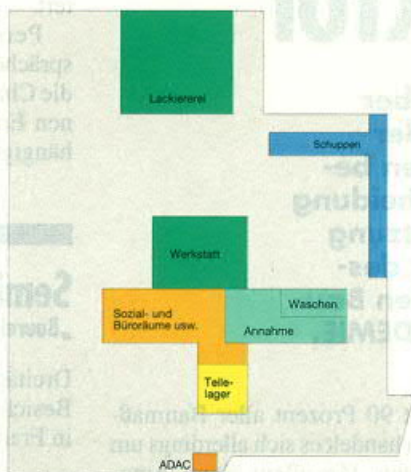 Lackiererei
Schuppen
Werkstatt
Waschen
Sozial- und
Büroräume usw.
Annahme
Teile-
lager
ADAC